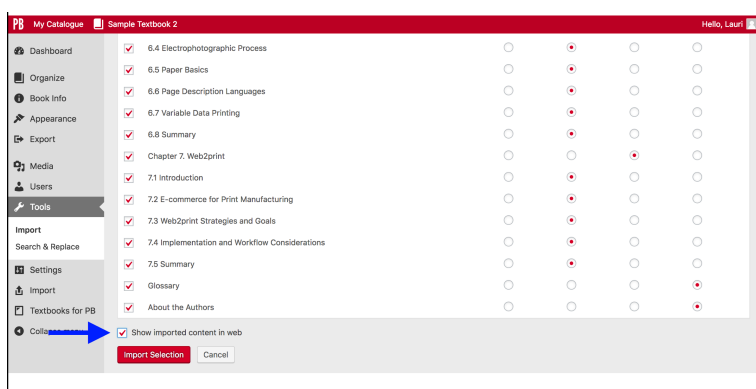 PB My Catalogue Sample Textbook 2 Hello, Lauri
Dashboard
Organize
Book Info
Appearance
Export
Media
Users
Tools
Import
Search & Replace
Settings
Import
Textbooks for PB
6.4 Electrophotographic Process
6.5 Paper Basics
6.6 Page Description Languages
6.7 Variable Data Printing
6.8 Summary
Chapter 7. Web2print
7.1 Introduction
7.2 E-commerce for Print Manufacturing
7.3 Web2print Strategies and Goals
7.4 Implementation and Workflow Considerations
7.5 Summary
Glossary
About the Authors
Show imported content in web
Import Selection Cancel